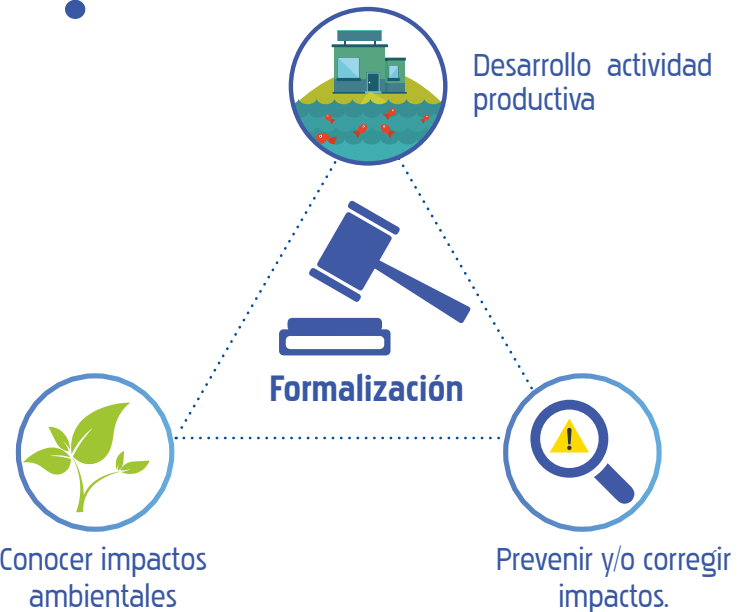 Desarrollo actividad
productiva
Formalización
Conocer impactos
ambientales
Prevenir y/o corregir
impactos.